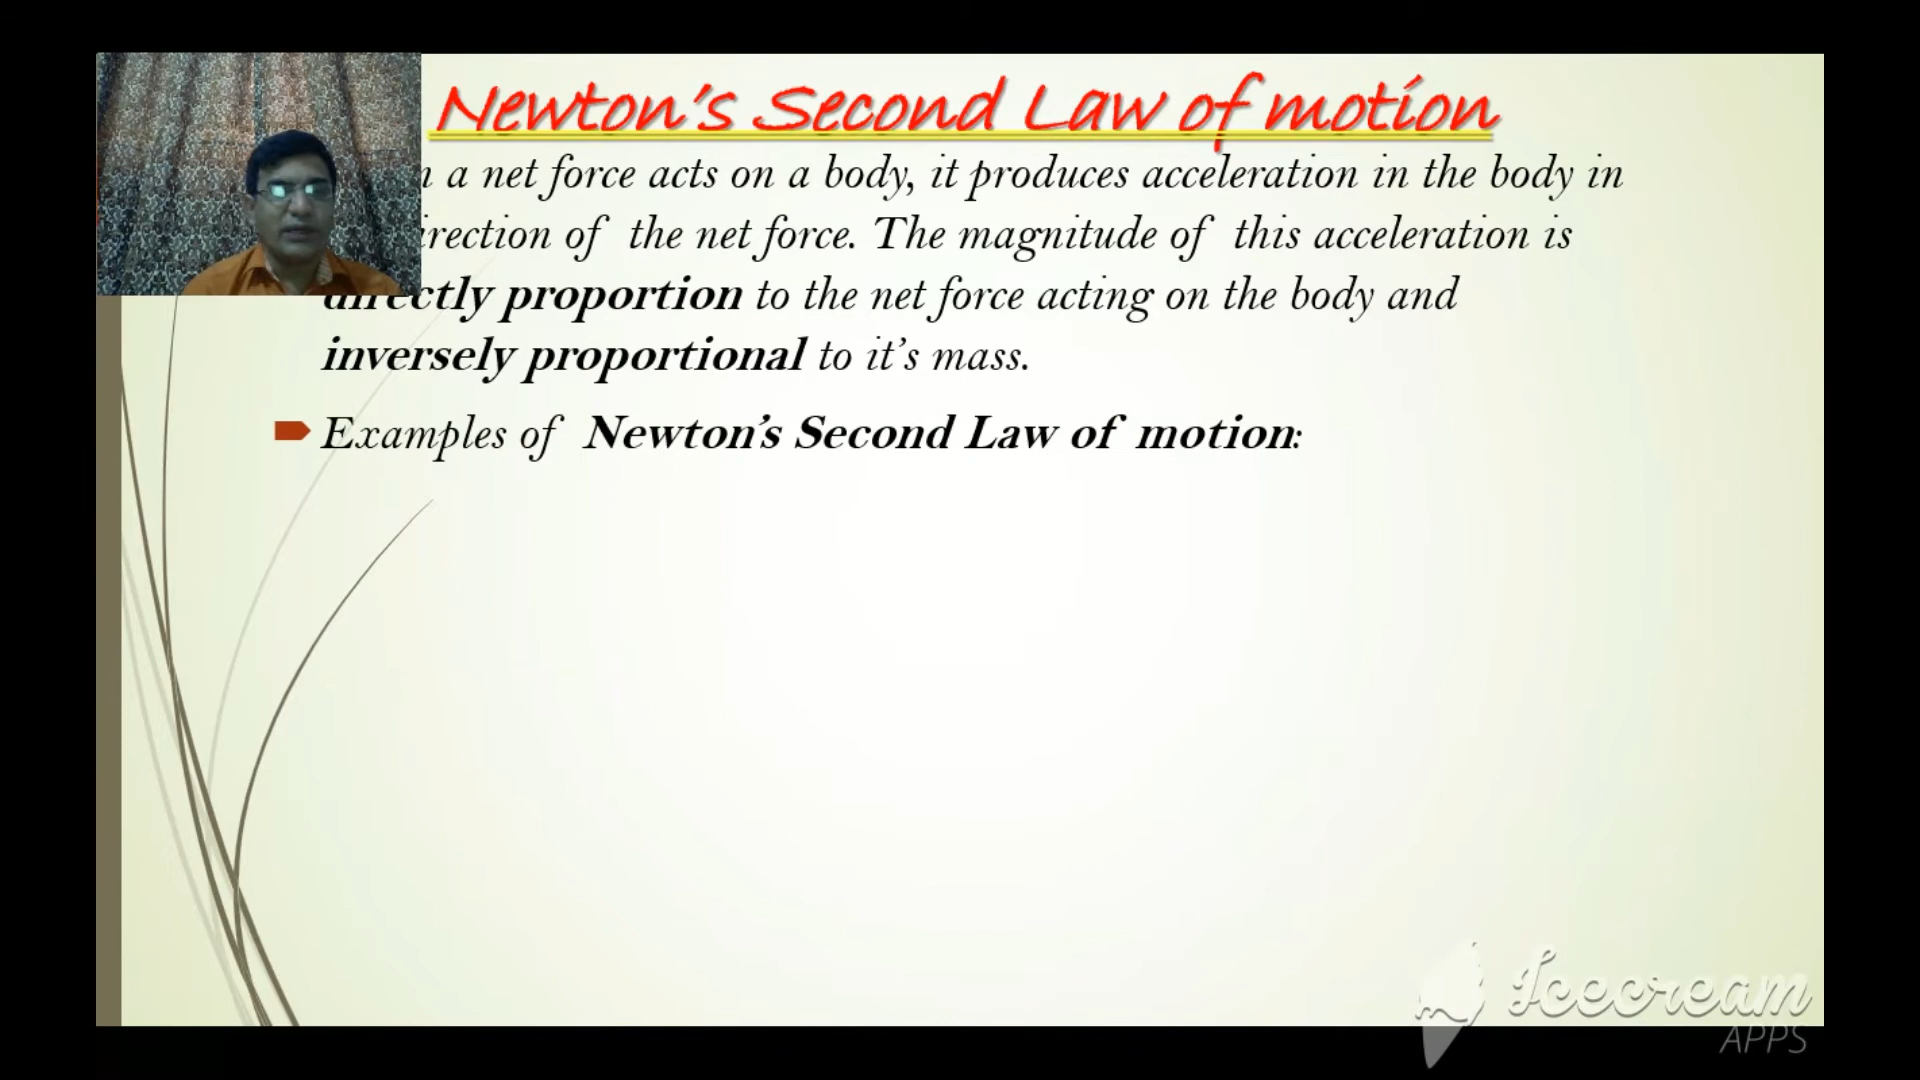 Newton's Second Law of motion
a net force acts on a body, it produces acceleration in the body in
irection of the net force. The magnitude of this acceleration is
directly proportion to the net force acting on the body and
inversely proportional to it's mass.
Examples of Newton's Second Law of motion:
Icecream
APPS